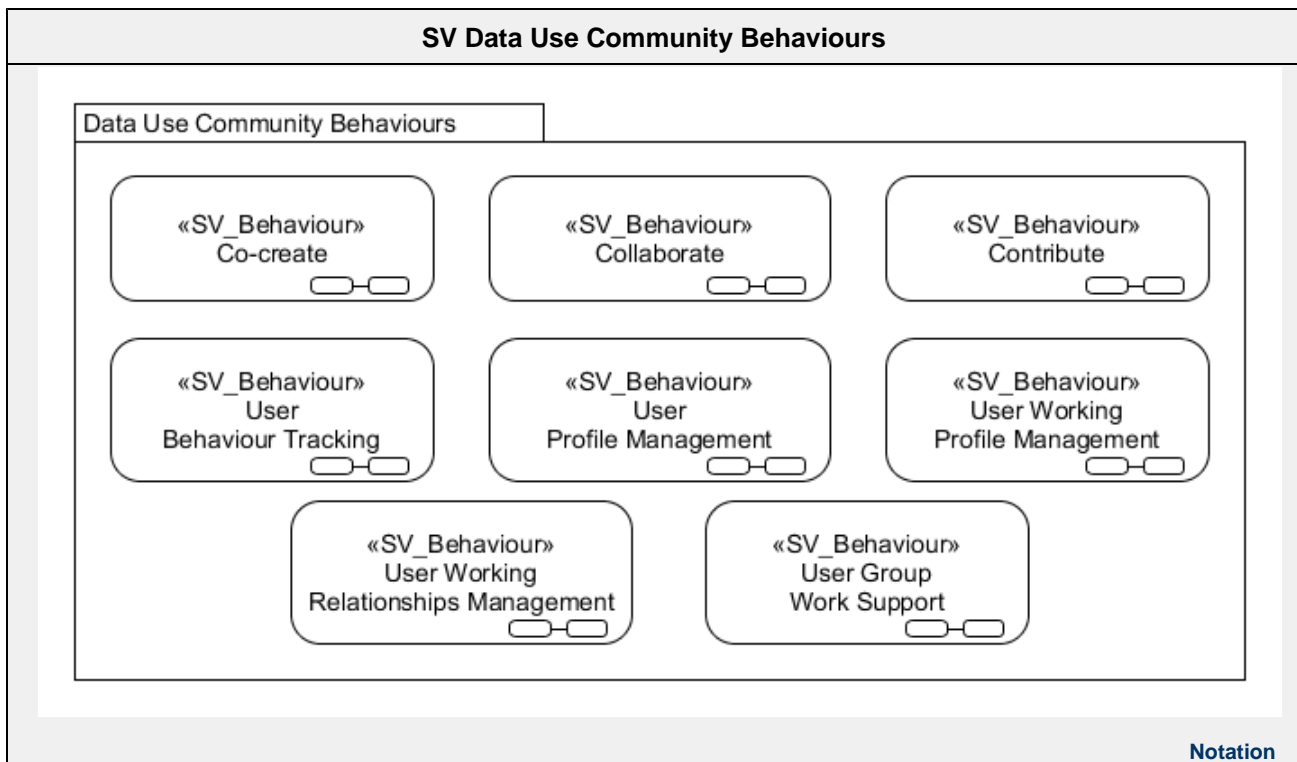 SV Data Use Community Behaviours
Data Use Community Behaviours
«SV_Behaviour»
Co-create
«SV_Behaviour»
Collaborate
«SV_Behaviour»
Contribute
«SV_Behaviour»
User
Behaviour Tracking
«SV_Behaviour»
User
Profile Management
«SV_Behaviour»
User Working
Profile Management
«SV_Behaviour»
User Working
Relationships Management
«SV_Behaviour»
User Group
Work Support
Notation